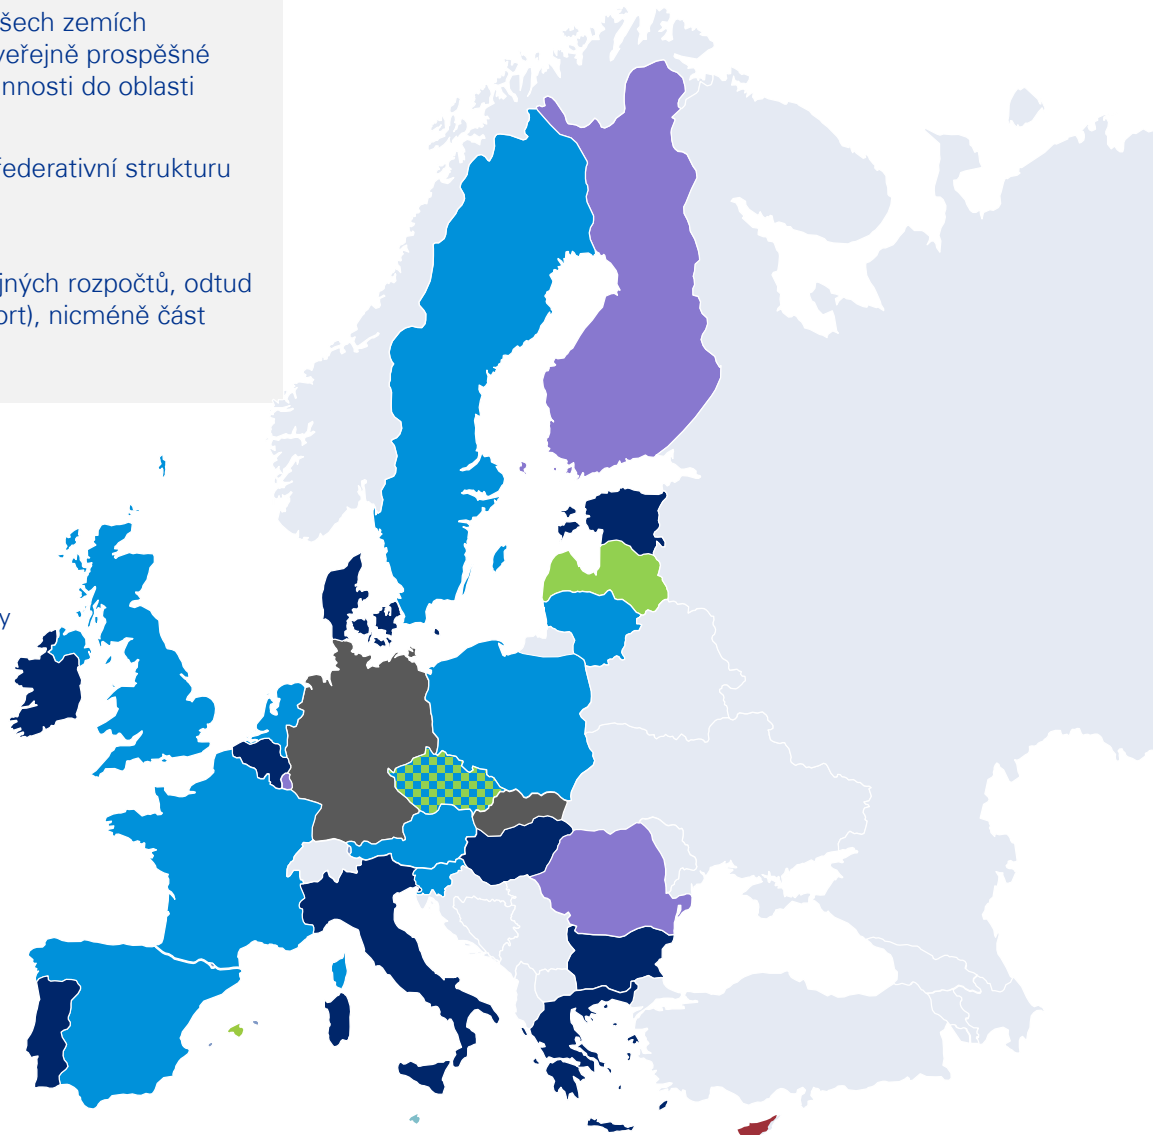 šech zemích
veřejně prospěšné
nnosti do oblasti
federativní strukturu
jných rozpočtů, odtud
ort), nicméně část
y